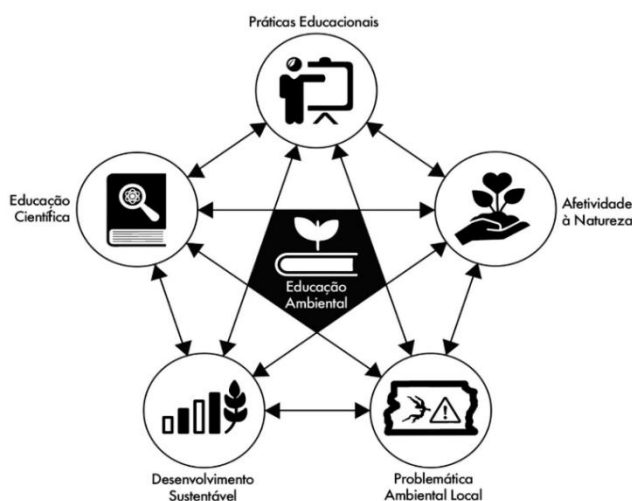 Práticas Educacionais
Educação
Científica
Afetividade
à Natureza
Educação
Ambiental
Desenvolvimento
Sustentável
Problemática
Ambiental Local